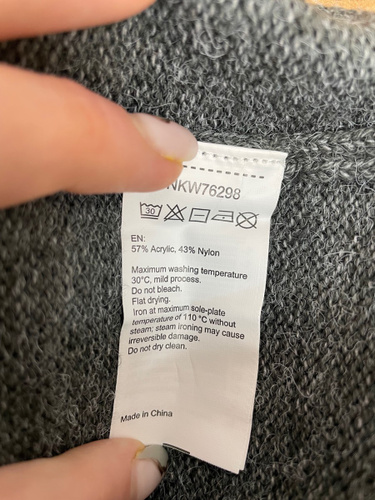 NKW76298
30
EN:
57% Acrylic, 43% Nylon
Maximum washing temperature
30°C, mild process.
Do not bleach.
Flat drying.
Iron at maximum sole-plate
temperature of 110 °C without
steam; steam ironing may cause
irreversible damage.
Do not dry clean.
Made in China